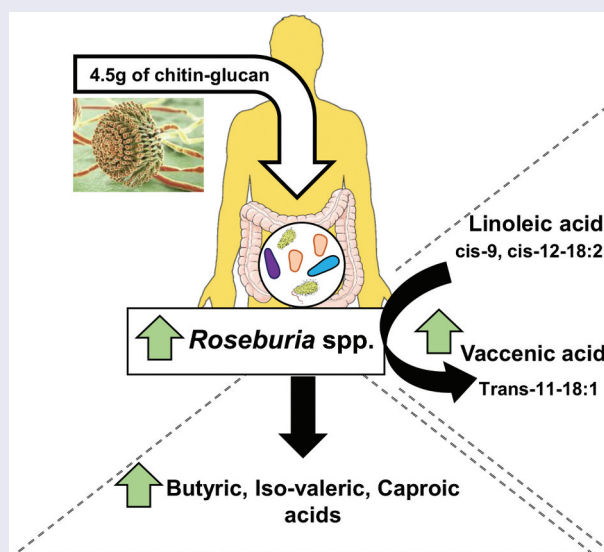 4.5g of chitin-glucan
Linoleic acid
cis-9, cis-12-18:2
Roseburia spp.
Vaccenic acid
Trans-11-18:1
Butyric, Iso-valeric, Caproic
acids